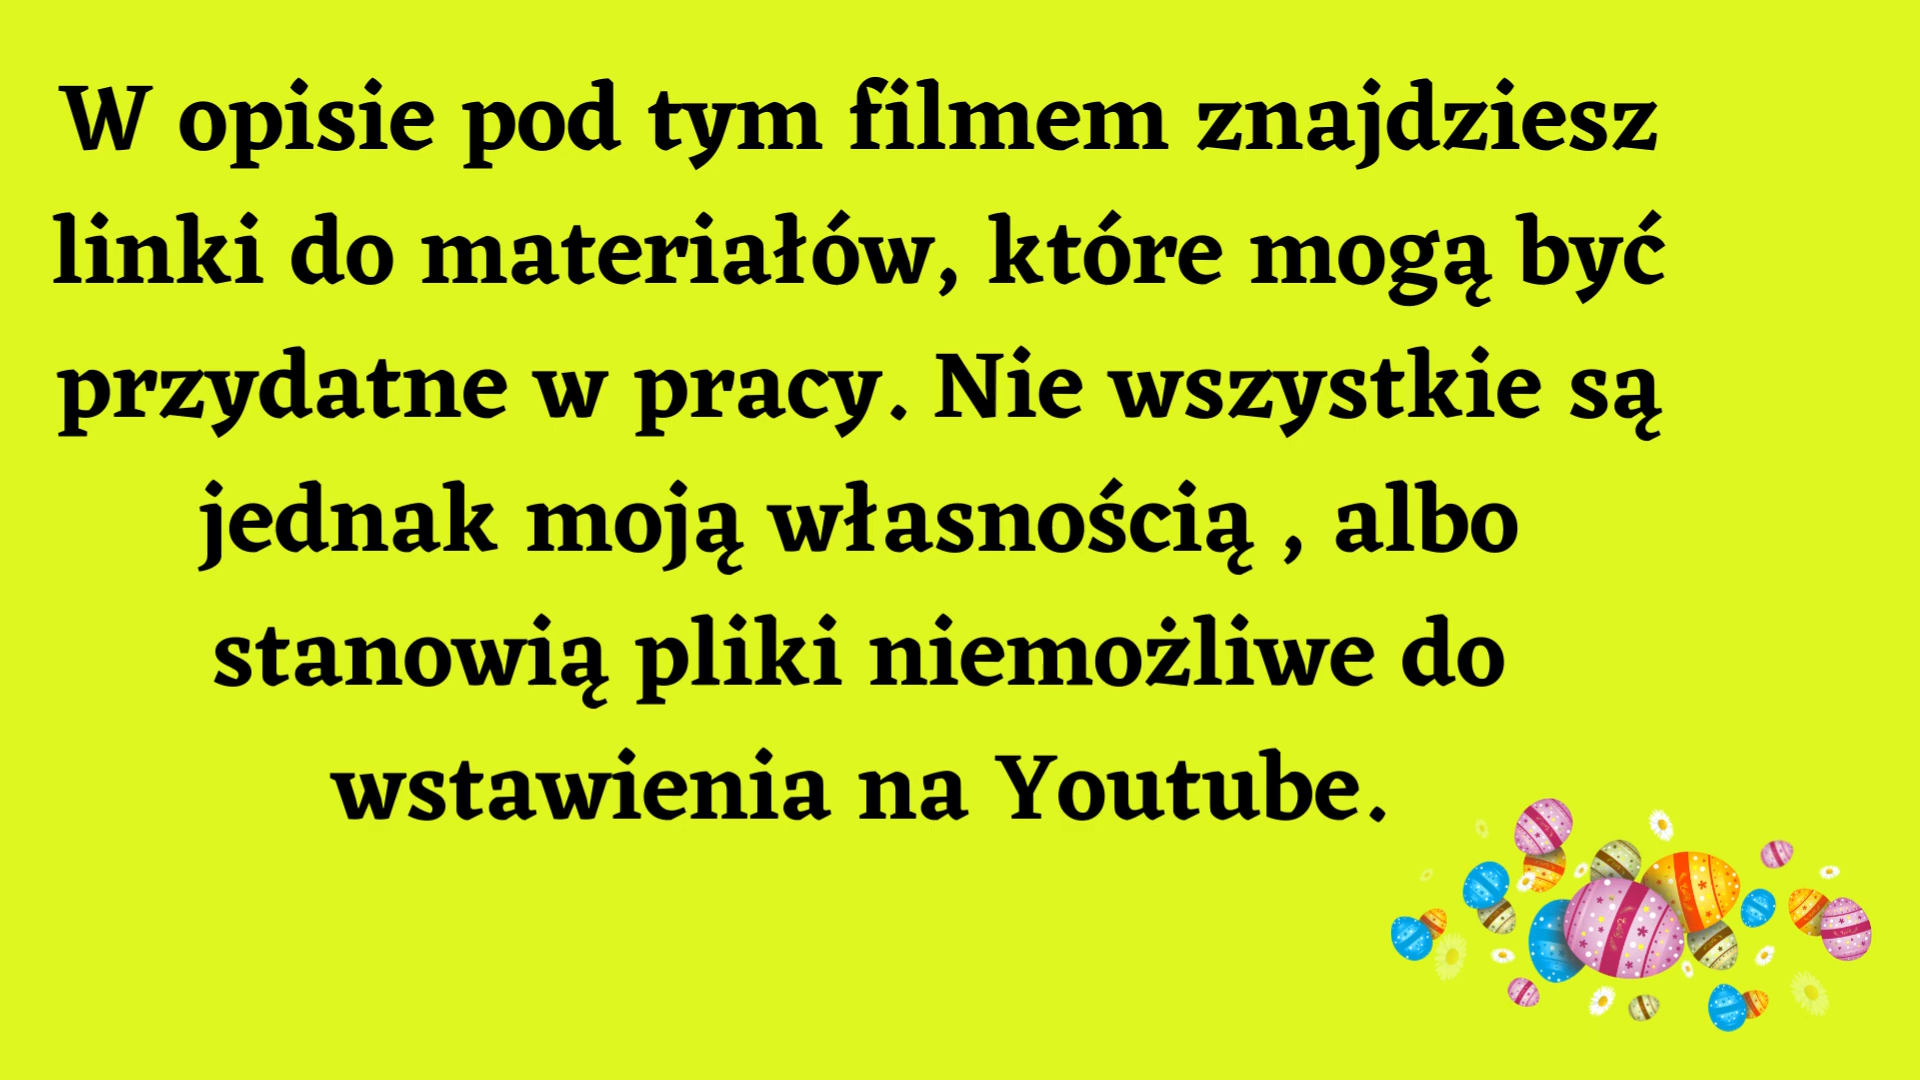 W opisie pod tym filmem znajdziesz
linki do materiałów, które mogą być
przydatne w pracy. Nie wszystkie są
jednak moją własnością , albo
stanowią pliki niemożliwe do
wstawienia na Youtube.